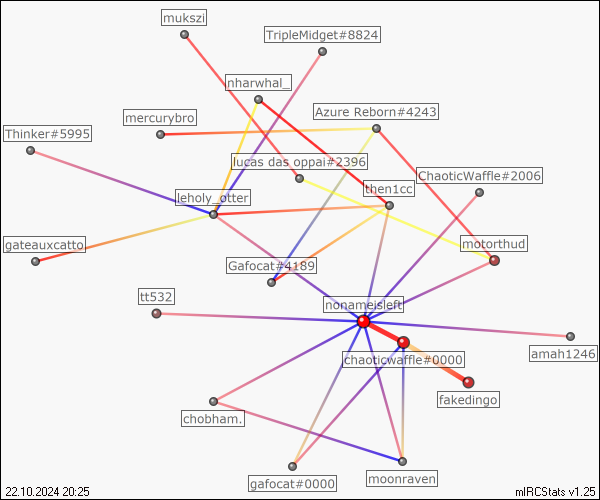 mukszi
TripleMidget#8824
nharwhal_
mercurybro
Azure Reborn#4243
Thinker#5995
lucas das oppai#2396
ChaoticWaffle#2006
leholy_otter
then1cc
gateauxcatto
motorthud
Gafocat#4189
tt532
nonameisleft
chaoticwaffle#0000
amah1246
fakedingo
chobham.
gafocat#0000
moonraven
22.10.2024 20:25
mIRCStats v1.25